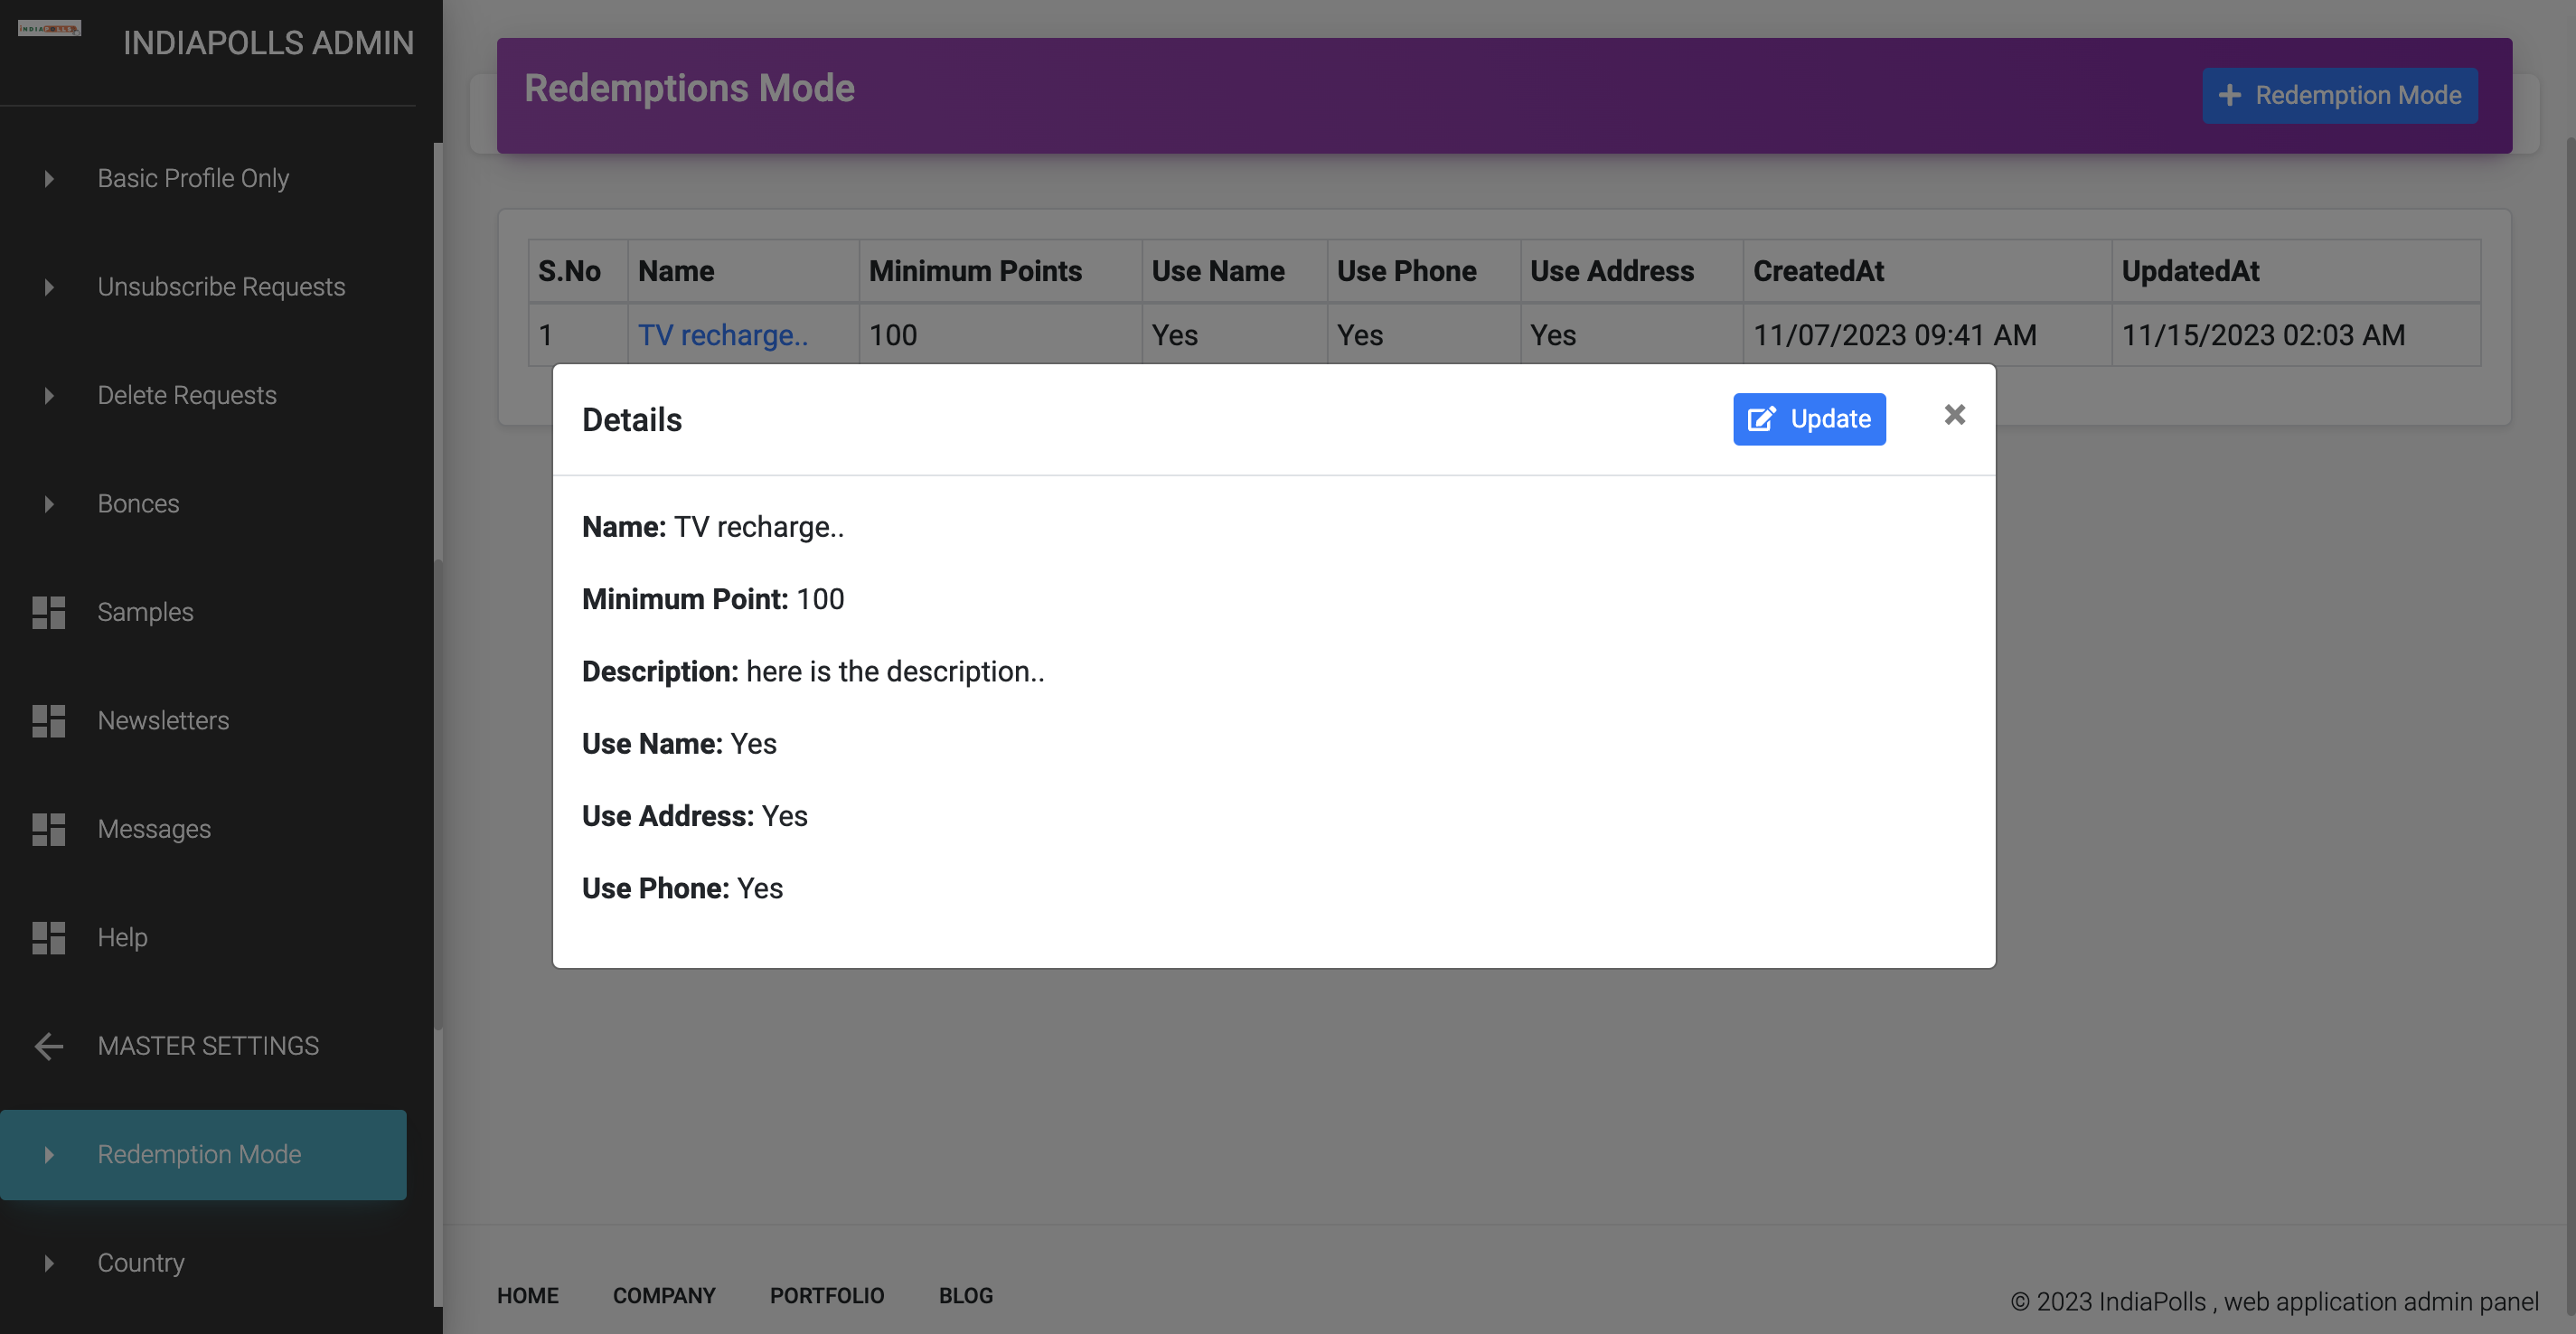 INDIAPOLLS
INDIAPOLLS ADMIN
Basic Profile Only
Unsubscribe Requests
Delete Requests
Bonces
Samples
Newsletters
Messages
Help
MASTER SETTINGS
Redemption Mode
Country
Redemptions Mode
Redemption Mode
S.No Name Minimum Points Use Name Use Phone Use Address CreatedAt UpdatedAt
1 TV recharge.. 100 Yes Yes Yes 11/07/2023 09:41 AM 11/15/2023 02:03 AM
Details
Update
Name: TV recharge..
Minimum Point: 100
Description: here is the description..
Use Name: Yes
Use Address: Yes
Use Phone: Yes
HOME COMPANY PORTFOLIO BLOG
© 2023 IndiaPolls , web application admin panel